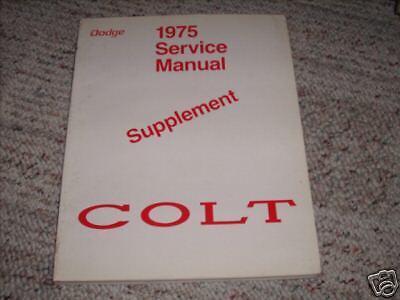 Dodge
1975
Service
Manual
Supplement
COLT